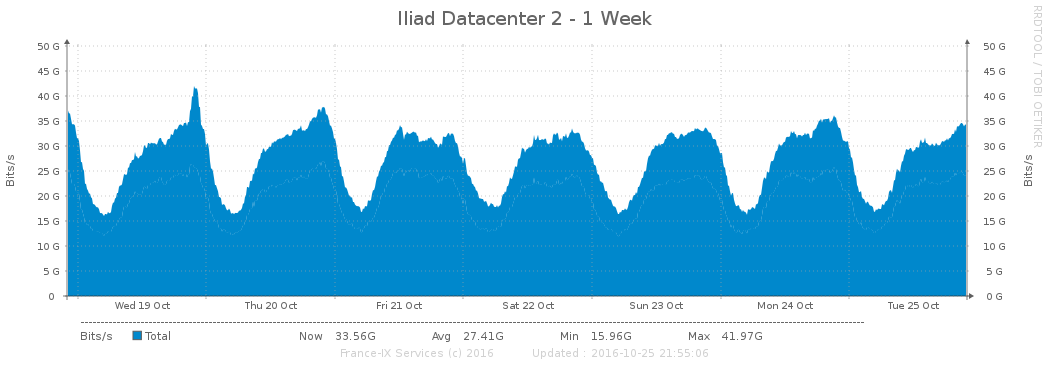 Iliad Datacenter 2 - 1 Week
RRDTOOL / TOBI OETIKER
Bits/s
50 G 50 G
45 G 45 G
40 G 40 G
35 G 35 G
30 G 30 G
25 G 25 G
20 G 20 G
15 G 15 G
10 G 10 G
5 G 5 G
0 0 G
Bits/s
Wed 19 Oct Thu 20 Oct Fri 21 Oct Sat 22 Oct Sun 23 Oct Mon 24 Oct Tue 25 Oct
Bits/s Total Now 33.56G Avg 27.41G Min 15.96G Max 41.97G
France-IX Services (c) 2016 Updated : 2016-10-25 21:55:06